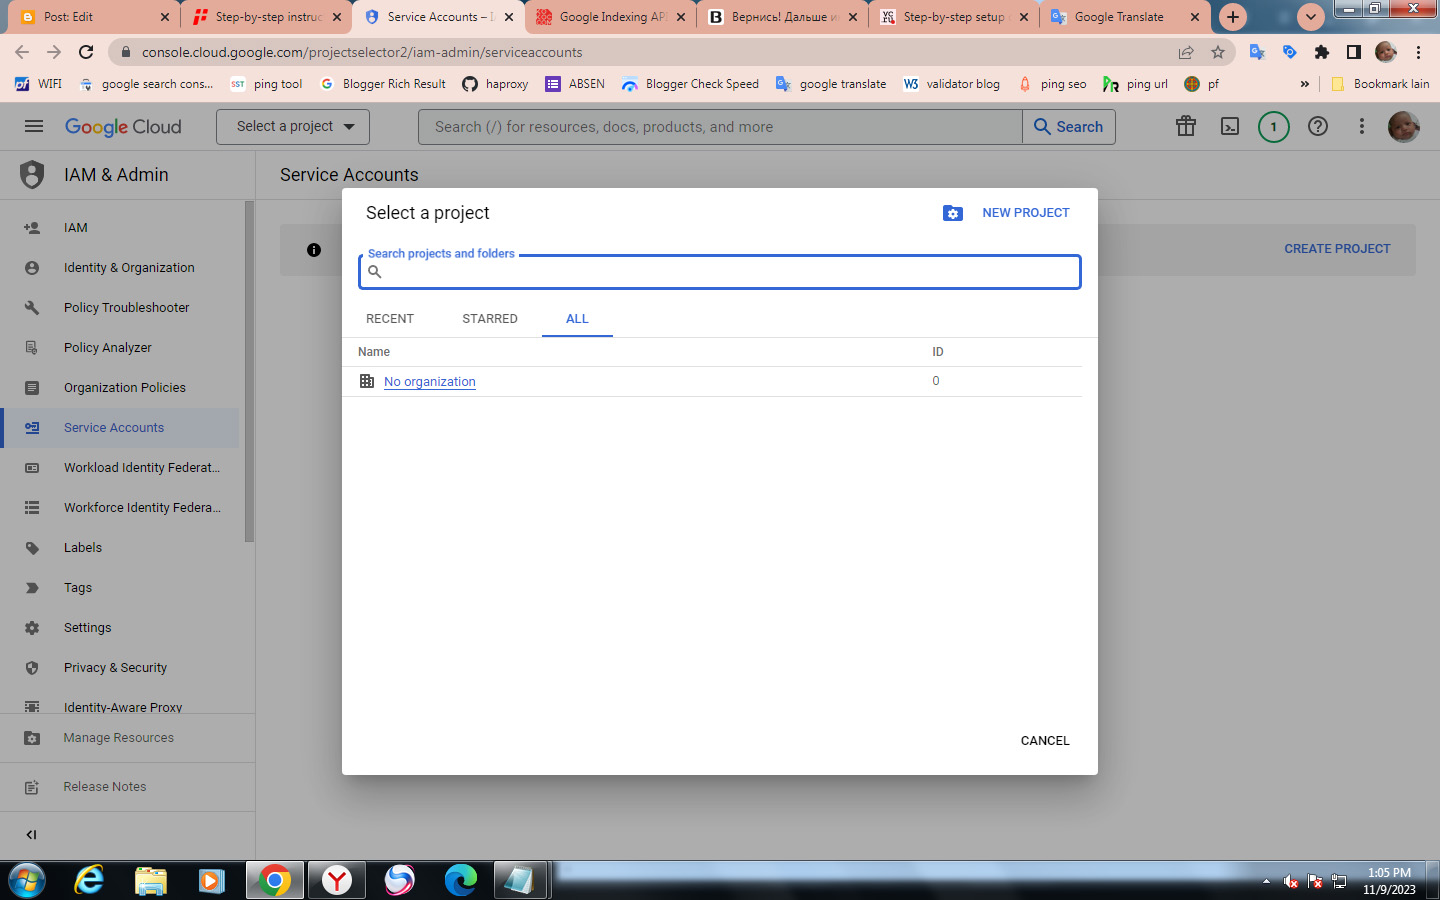 Post: Edit
Step-by-step instruc
Service Accounts – I
Google Indexing API
Вернись! Дальше и
Step-by-step setup
Google Translate
console.cloud.google.com/projectselector2/iam-admin/serviceaccounts
WIFI
google search cons...
ping tool
Blogger Rich Result
haproxy
ABSEN
Blogger Check Speed
google translate
validator blog
ping seo
ping url
pf
»
Bookmark lain
Google Cloud
Select a project
Search (/) for resources, docs, products, and more
Search
1
IAM & Admin
Service Accounts
IAM
Identity & Organization
Policy Troubleshooter
Policy Analyzer
Organization Policies
Service Accounts
Workload Identity Federat...
Workforce Identity Federa...
Labels
Tags
Settings
Privacy & Security
Identity-Aware Proxy
Manage Resources
Release Notes
CREATE PROJECT
Select a project
NEW PROJECT
Search projects and folders
RECENT
STARRED
ALL
Name
ID
No organization
0
CANCEL
1:05 PM
11/9/2023